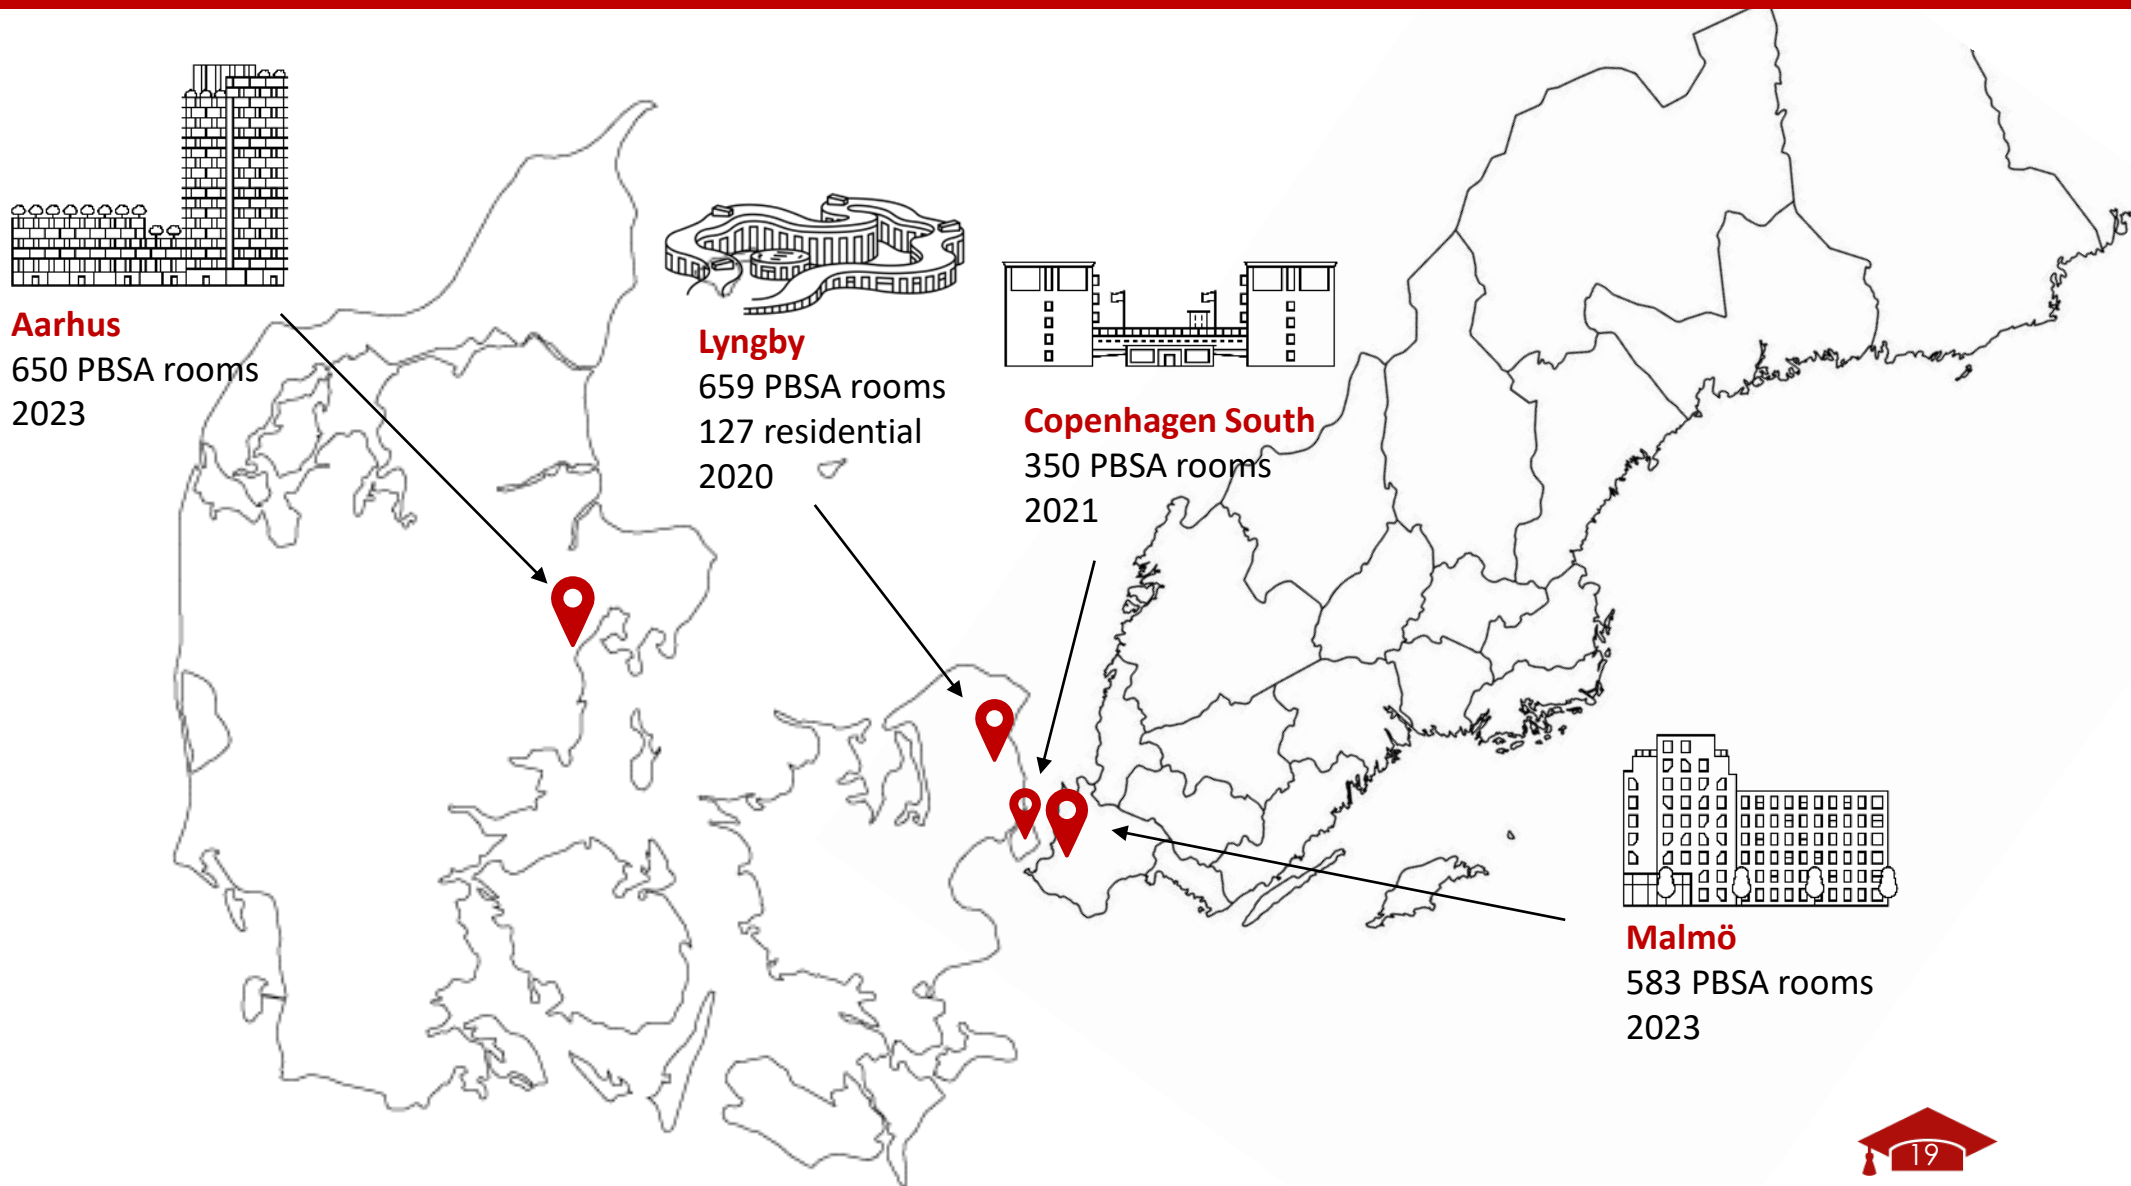 Aarhus
650 PBSA rooms
2023
Lyngby
659 PBSA rooms
127 residential
2020
Copenhagen South
350 PBSA rooms
2021
Malmö
583 PBSA rooms
2023
19